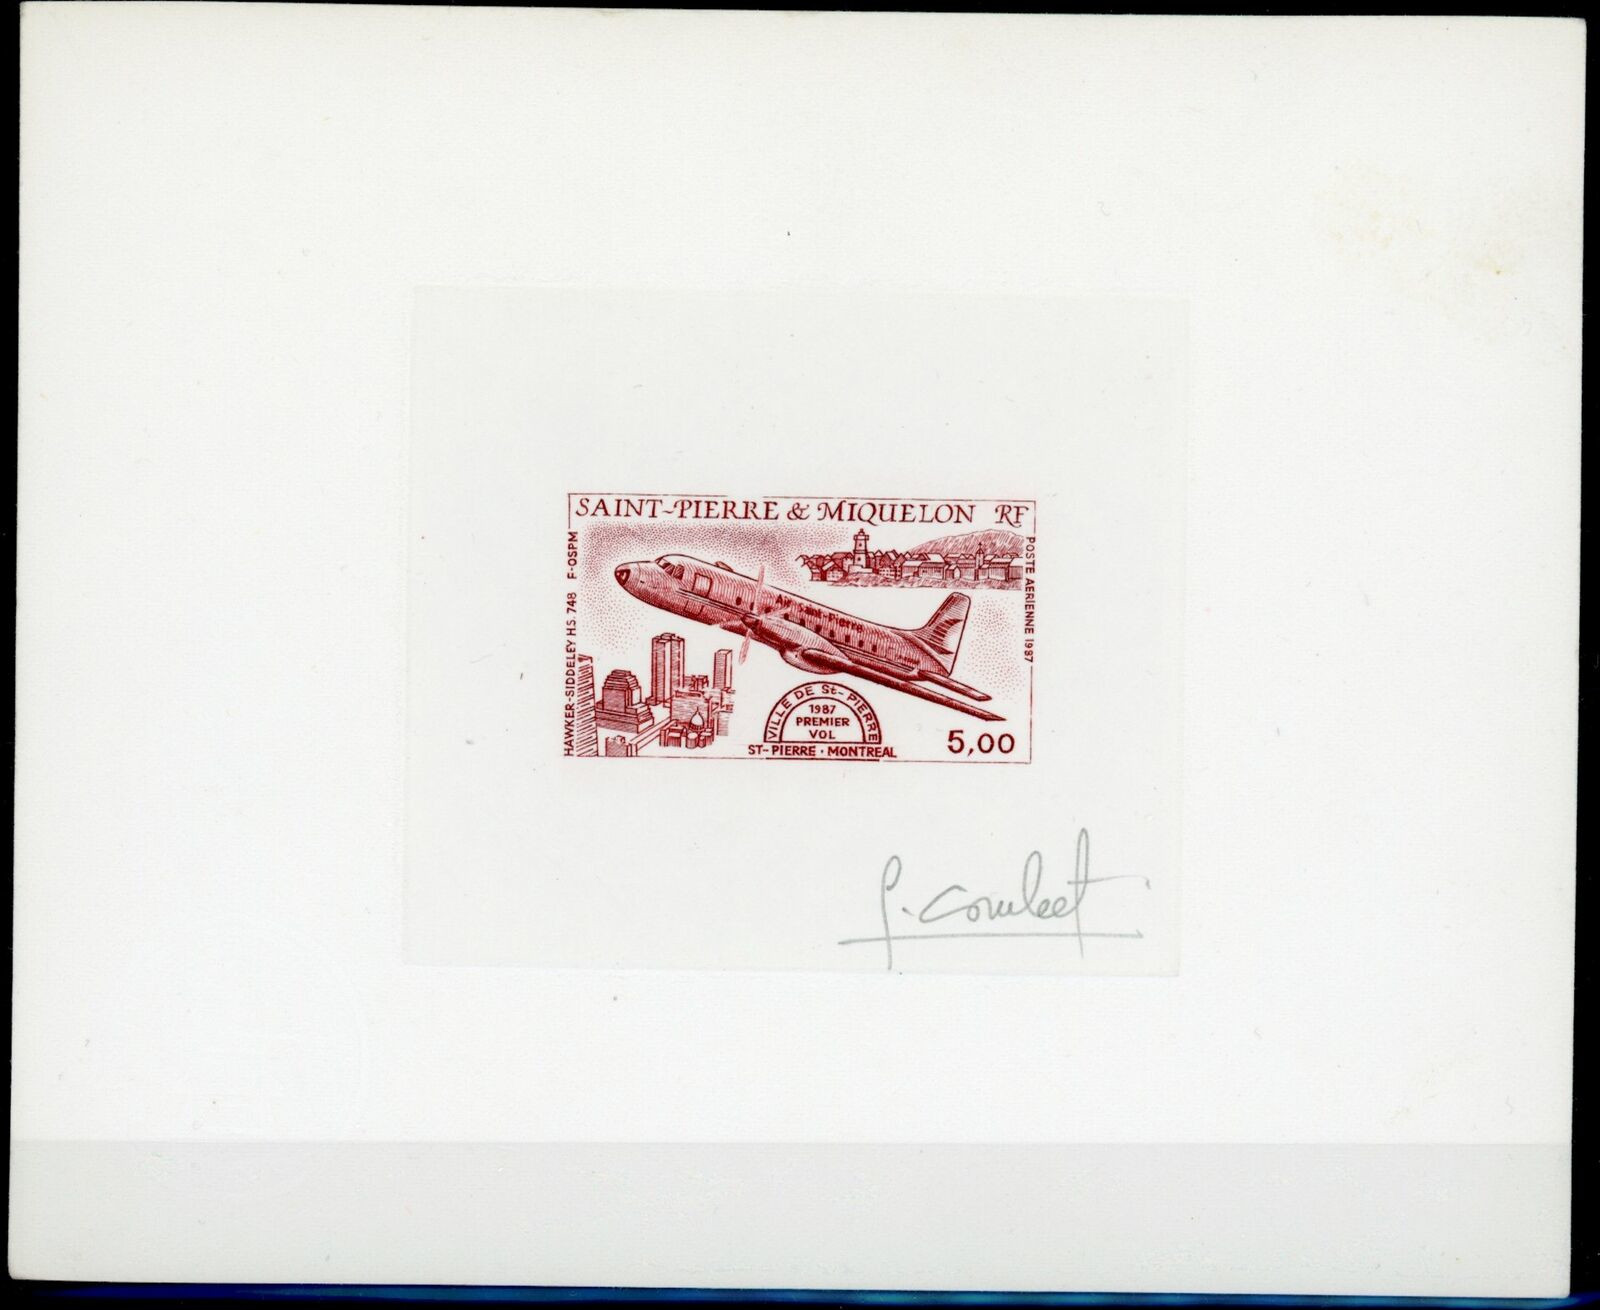 SAINT-PIERRE & MIQUELON RF
HAWKER-SIDDELEY H.S. 748 F-OSPM
POSTE AERIENNE 1987
Air Saint-Pierre
VILLE DE St-PIERRE
1987
PREMIER
VOL
ST-PIERRE · MONTREAL
5,00